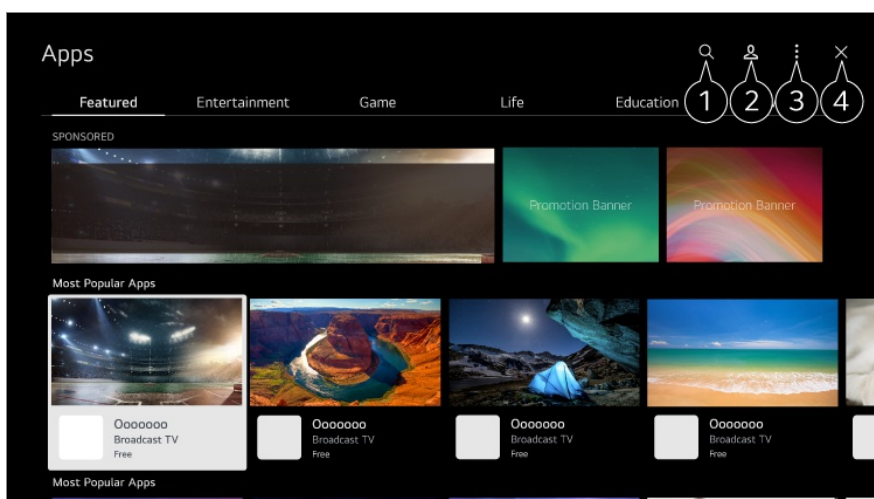 Apps
Featured Entertainment Game Life Education
1 2 3 4
SPONSORED
Promotion Banner Promotion Banner
Most Popular Apps
Ooooooo Ooooooo Ooooooo Ooooooo
Broadcast TV Broadcast TV Broadcast TV Broadcast TV
Free Free Free Free
Most Popular Apps